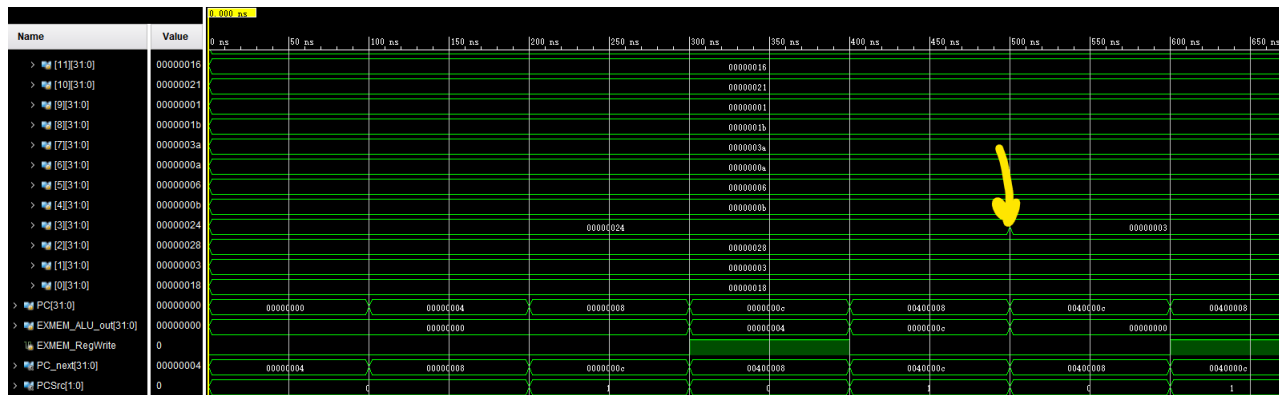 0.000 ns
Name Value 0 ns 50 ns 100 ns 150 ns 200 ns 250 ns 300 ns 350 ns 400 ns 450 ns 500 ns 550 ns 600 ns 650 ns
[11][31:0] 00000016 00000016
[10][31:0] 00000021 00000021
[9][31:0] 00000001 00000001
[8][31:0] 0000001b 0000001b
[7][31:0] 0000003a 0000003a
[6][31:0] 0000000a 0000000a
[5][31:0] 00000006 00000006
[4][31:0] 0000000b 0000000b
[3][31:0] 00000024 00000024 00000003
[2][31:0] 00000028 00000028
[1][31:0] 00000003 00000003
[0][31:0] 00000018 00000018
PC[31:0] 00000000 00000000 00000004 00000008 0000000c 00400008 0040000c 00400008
EXMEM_ALU_out[31:0] 00000000 00000000 00000004 0000000c 00000000
EXMEM_RegWrite 0
PC_next[31:0] 00000004 00000004 00000008 0000000c 00400008 0040000c 00400008 0040000c
PCSrc[1:0] 0 0 1 0 1 0 1